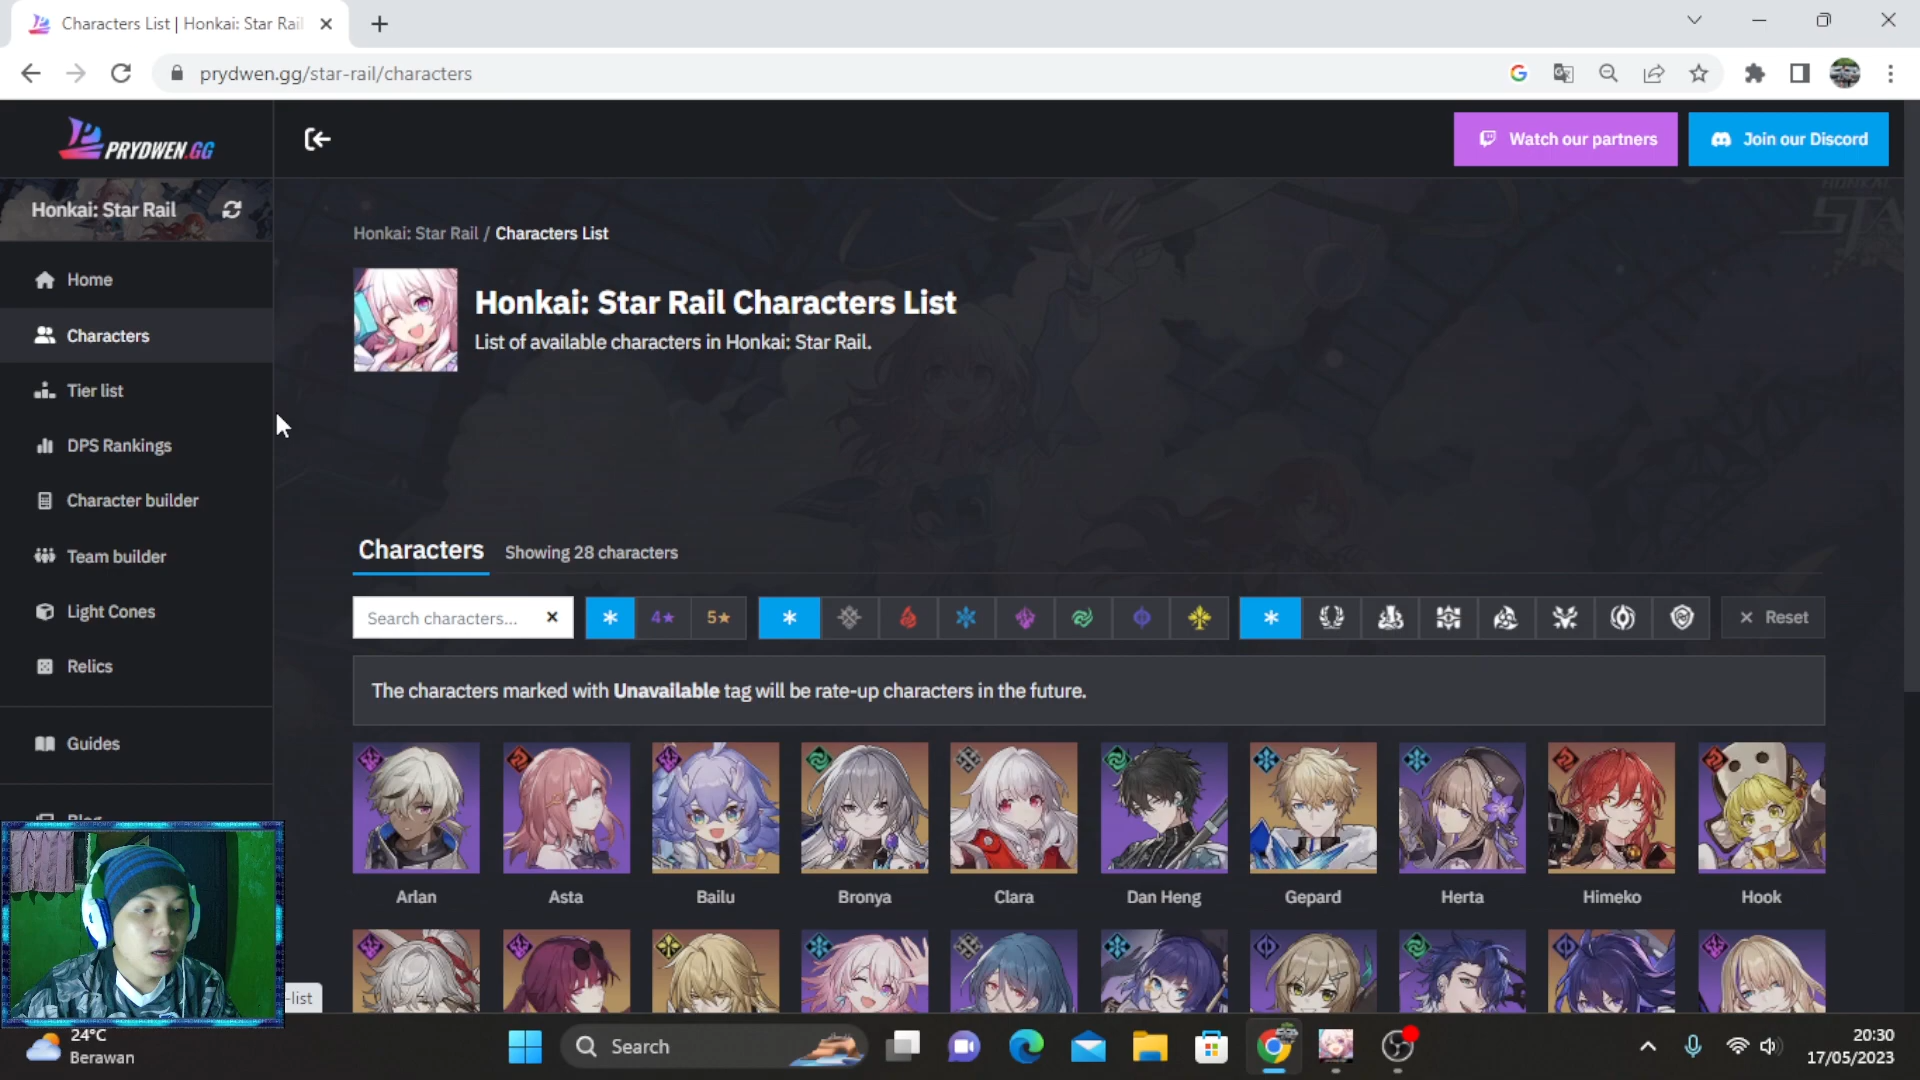 Characters List | Honkai: Star Rail
prydwen.gg/star-rail/characters
PRYDWEN.GG
Watch our partners
Join our Discord
Honkai: Star Rail
Home
Characters
Tier list
DPS Rankings
Character builder
Team builder
Light Cones
Relics
Guides
Honkai: Star Rail / Characters List
Honkai: Star Rail Characters List
List of available characters in Honkai: Star Rail.
Characters Showing 28 characters
Search characters...
4★ 5★
Reset
The characters marked with Unavailable tag will be rate-up characters in the future.
Arlan Asta Bailu Bronya Clara Dan Heng Gepard Herta Himeko Hook
-list
24°C
Berawan
Search
20:30
17/05/2023